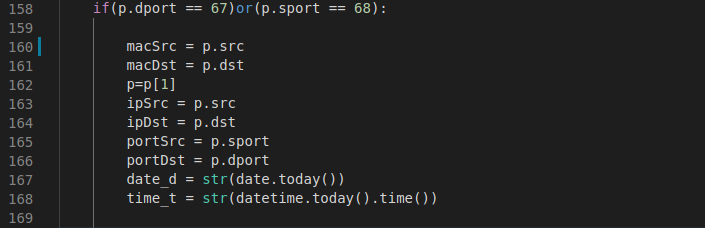 158 if(p.dport == 67)or(p.sport == 68):
159
160 macSrc = p.src
161 macDst = p.dst
162 p=p[1]
163 ipSrc = p.src
164 ipDst = p.dst
165 portSrc = p.sport
166 portDst = p.dport
167 date_d = str(date.today())
168 time_t = str(datetime.today().time())
169